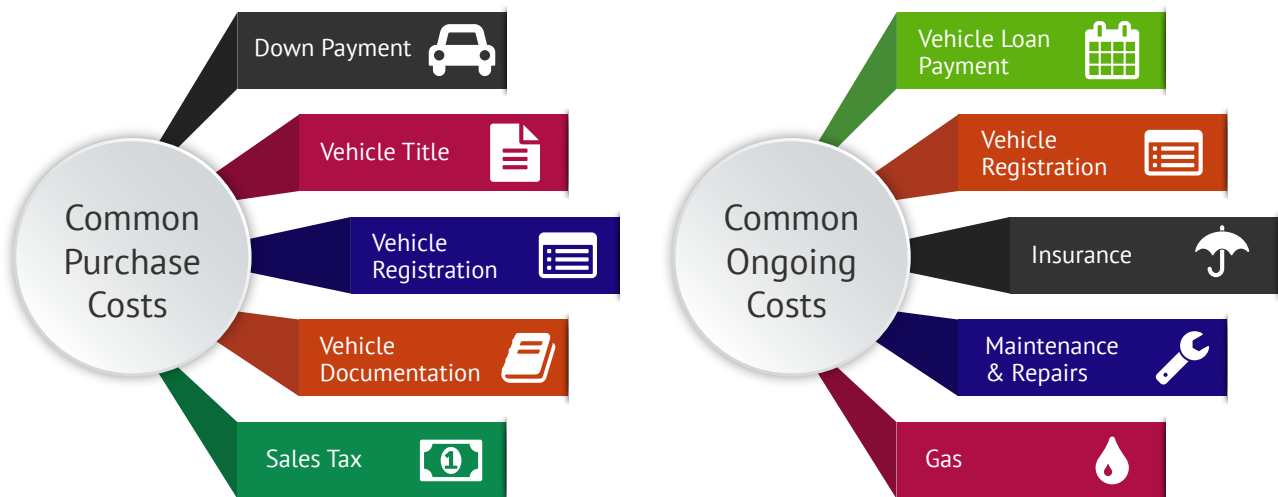 Common
Purchase
Costs
Down Payment
Vehicle Title
Vehicle
Registration
Vehicle
Documentation
Sales Tax
1
Common
Ongoing
Costs
Vehicle Loan
Payment
Vehicle
Registration
Insurance
Maintenance
& Repairs
Gas